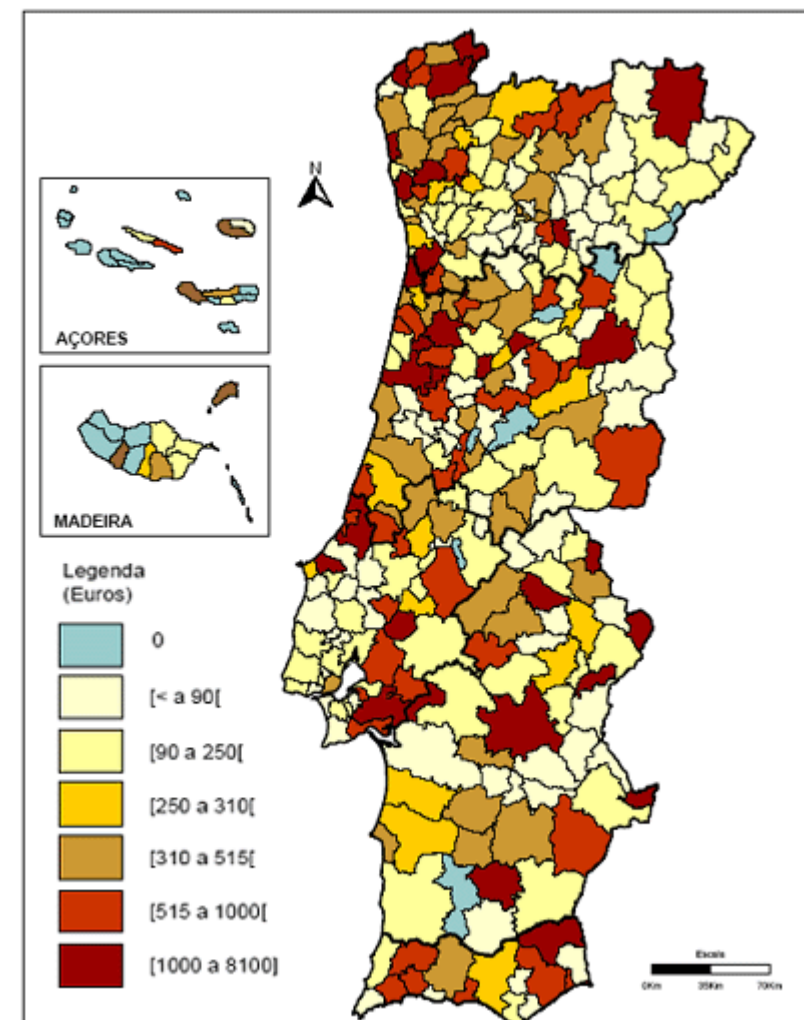 N
AÇORES
MADEIRA
Legenda
(Euros)
0
[< a 90[
[90 a 250[
[250 a 310[
[310 a 515[
[515 a 1000[
[1000 a 8100]
Escala
0Km 35Km 70Km